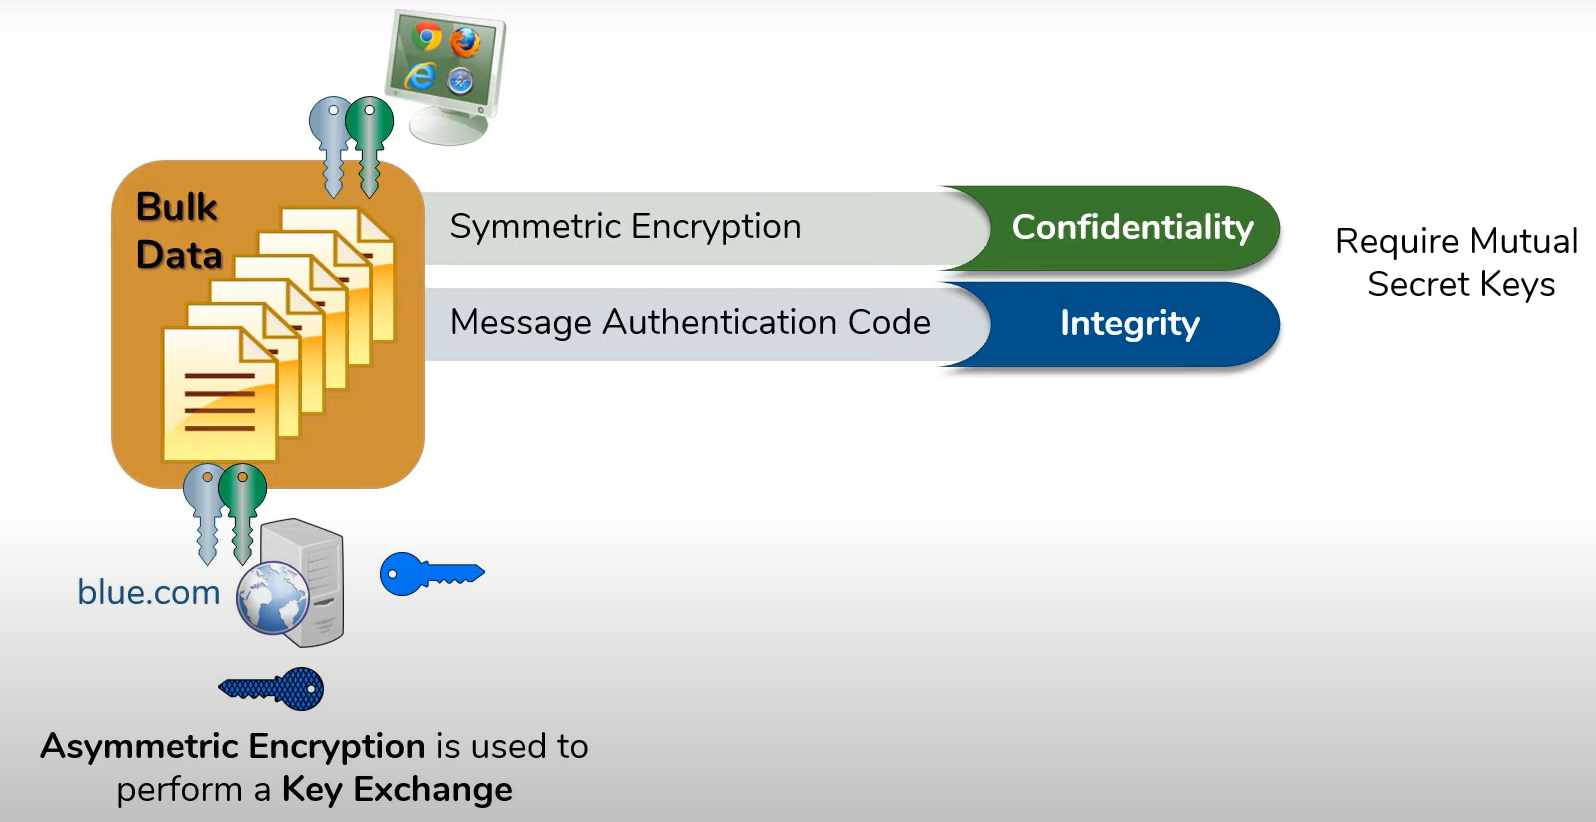 Bulk
Data
Symmetric Encryption
Confidentiality
Message Authentication Code
Integrity
Require Mutual
Secret Keys
blue.com
Asymmetric Encryption is used to
perform a Key Exchange